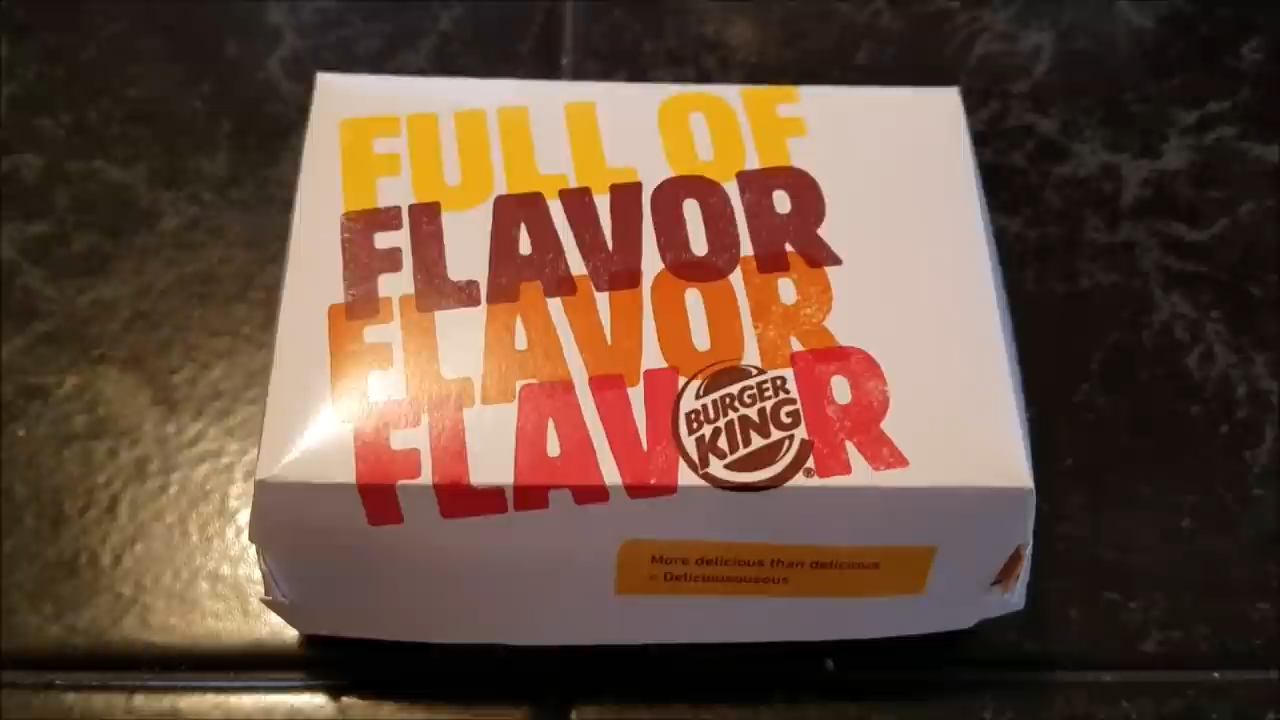 FULL OF
FLAVOR
FLAVOR
FLAVOR
BURGER
KING
®
More delicious than delicious
= Deliciousousous